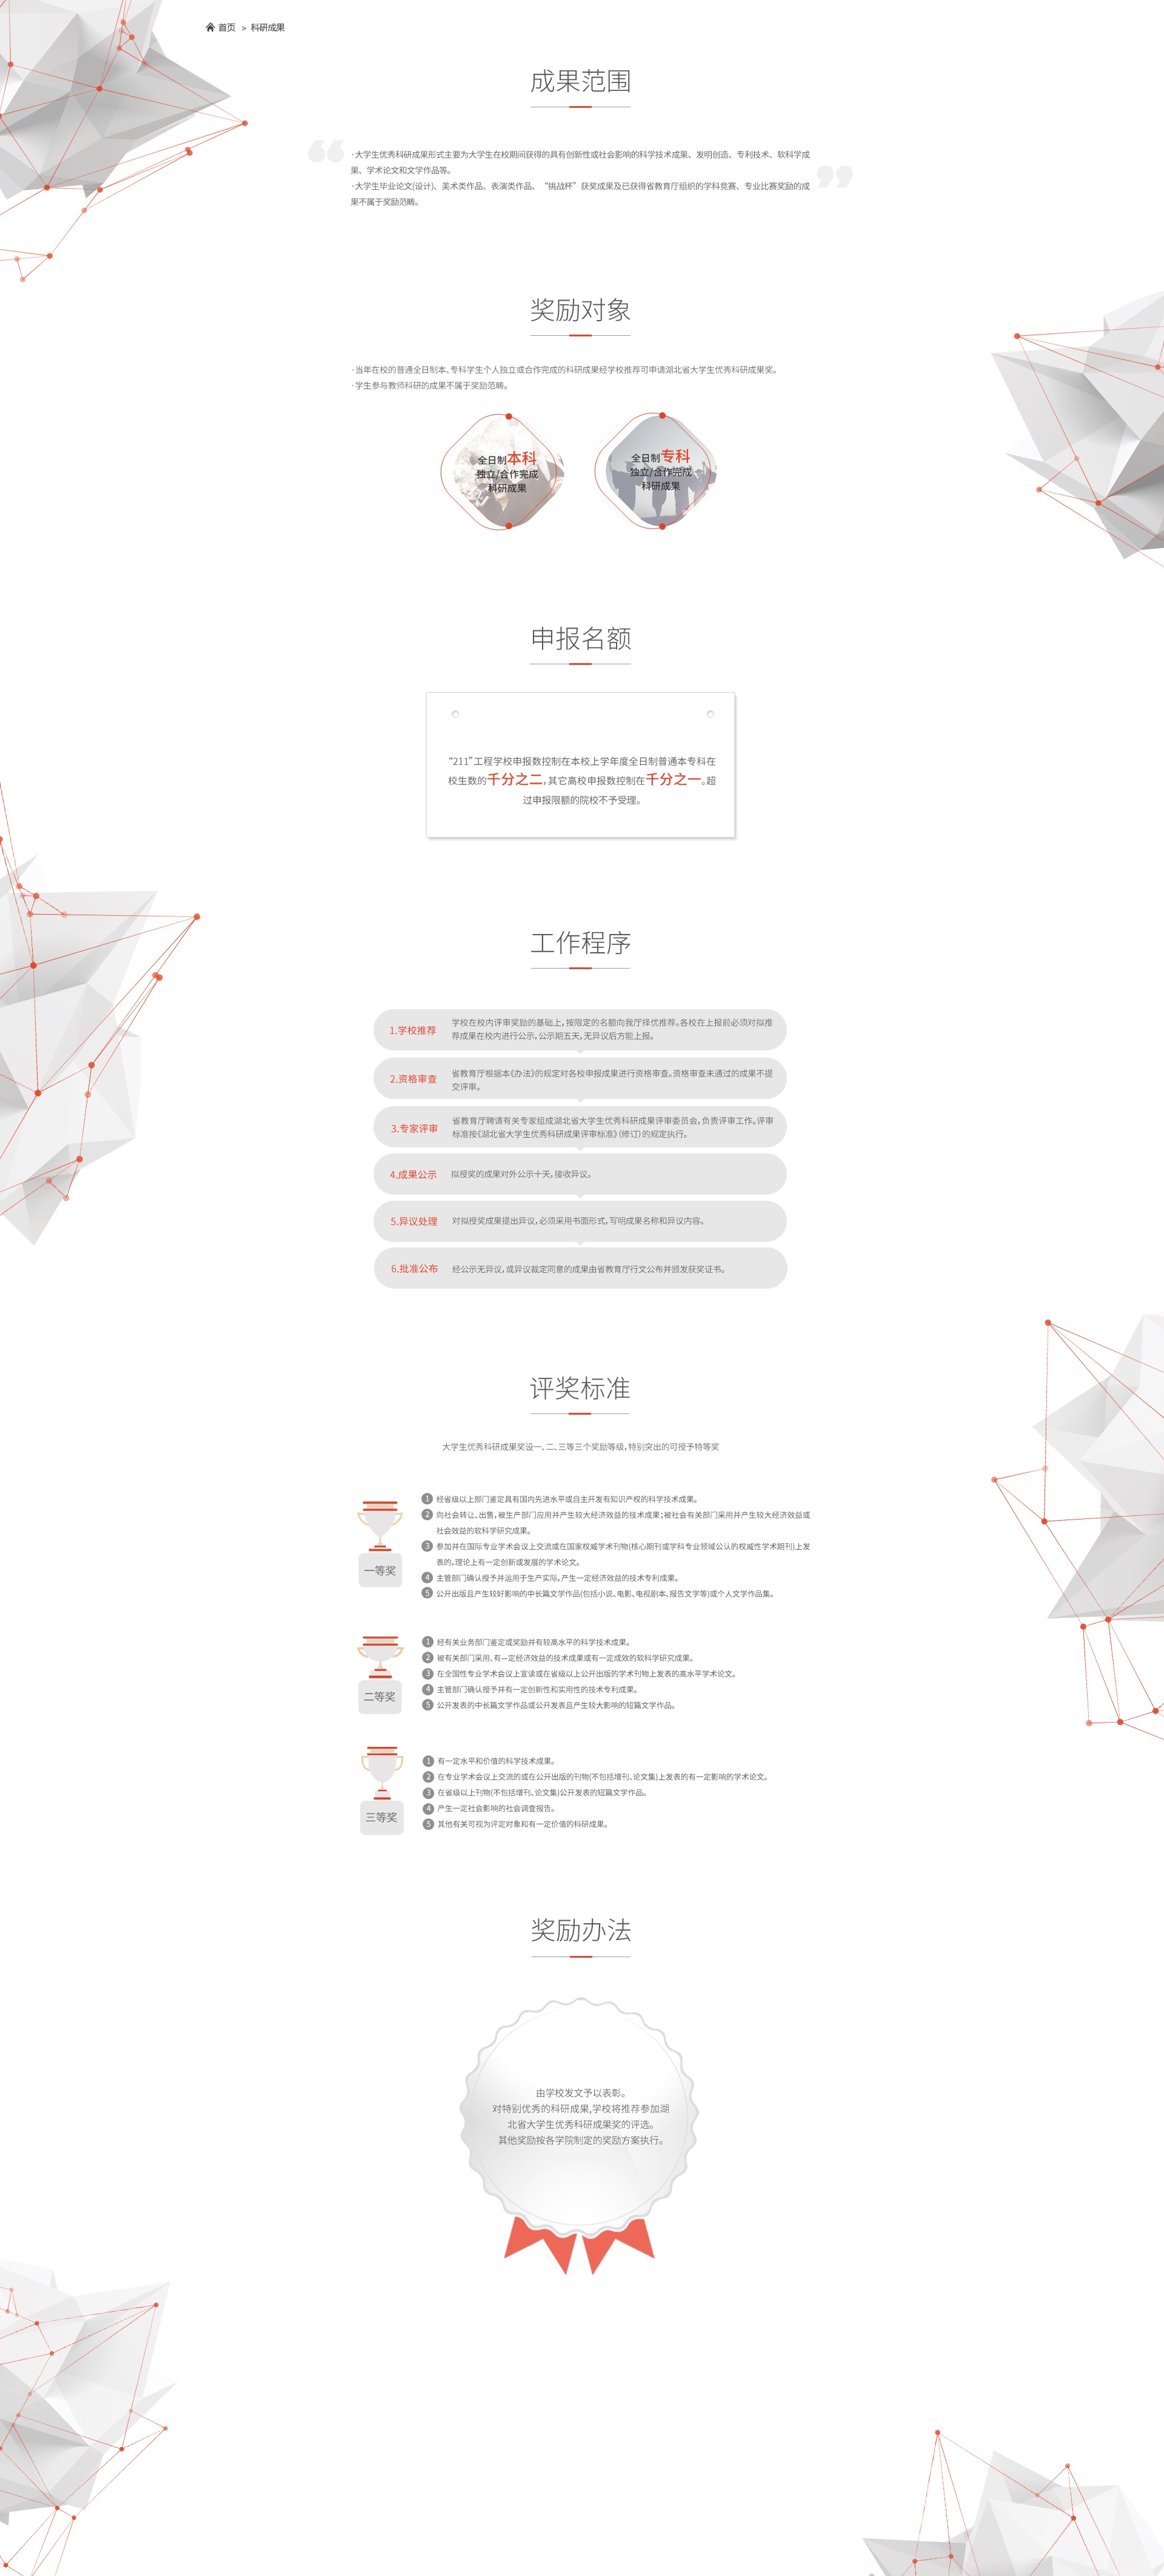 首页 > 科研成果
成果范围
·大学生优秀科研成果形式主要为大学生在校期间获得的具有创新性或社会影响的科学技术成果、发明创造、专利技术、软科学成
果、学术论文和文学作品等。
·大学生毕业论文(设计)、美术类作品、表演类作品、“挑战杯”获奖成果及已获得省教育厅组织的学科竞赛、专业比赛奖励的成
果不属于奖励范畴。
奖励对象
·当年在校的普通全日制本、专科学生个人独立或合作完成的科研成果经学校推荐可申请湖北省大学生优秀科研成果奖。
·学生参与教师科研的成果不属于奖励范畴。
全日制本科
独立/合作完成
科研成果
全日制专科
独立/合作完成
科研成果
申报名额
“211”工程学校申报数控制在本校上学年度全日制普通本专科在
校生数的千分之二，其它高校申报数控制在千分之一。超
过申报限额的院校不予受理。
工作程序
1.学校推荐
学校在校内评审奖励的基础上，按限定的名额向我厅择优推荐。各校在上报前必须对拟推
荐成果在校内进行公示，公示期五天，无异议后方能上报。
2.资格审查
省教育厅根据本《办法》的规定对各校申报成果进行资格审查。资格审查未通过的成果不提
交评审。
3.专家评审
省教育厅聘请有关专家组成湖北省大学生优秀科研成果评审委员会，负责评审工作。评审
标准按《湖北省大学生优秀科研成果评审标准》（修订）的规定执行。
4.成果公示
拟授奖的成果对外公示十天，接收异议。
5.异议处理
对拟授奖成果提出异议，必须采用书面形式，写明成果名称和异议内容。
6.批准公布
经公示无异议，或异议裁定同意的成果由省教育厅行文公布并颁发获奖证书。
评奖标准
大学生优秀科研成果奖设一、二、三等三个奖励等级，特别突出的可授予特等奖
一等奖
1 经省级以上部门鉴定具有国内先进水平或自主开发有知识产权的科学技术成果。
2 向社会转让、出售，被生产部门应用并产生较大经济效益的技术成果；被社会有关部门采用并产生较大经济效益或
社会效益的软科学研究成果。
3 参加并在国际专业学术会议上交流或在国家权威学术刊物(核心期刊或学科专业领域公认的权威性学术期刊)上发
表的，理论上有一定创新或发展的学术论文。
4 主管部门确认授予并运用于生产实际，产生一定经济效益的技术专利成果。
5 公开出版且产生较好影响的中长篇文学作品(包括小说、电影、电视剧本、报告文学等)或个人文学作品集。
二等奖
1 经有关业务部门鉴定或奖励并有较高水平的科学技术成果。
2 被有关部门采用、有—定经济效益的技术成果或有一定成效的软科学研究成果。
3 在全国性专业学术会议上宣读或在省级以上公开出版的学术刊物上发表的高水平学术论文。
4 主管部门确认授予并有一定创新性和实用性的技术专利成果。
5 公开发表的中长篇文学作品或公开发表且产生较大影响的短篇文学作品。
三等奖
1 有一定水平和价值的科学技术成果。
2 在专业学术会议上交流的或在公开出版的刊物(不包括增刊、论文集)上发表的有一定影响的学术论文。
3 在省级以上刊物(不包括增刊、论文集)公开发表的短篇文学作品。
4 产生一定社会影响的社会调查报告。
5 其他有关可视为评定对象和有一定价值的科研成果。
奖励办法
由学校发文予以表彰。
对特别优秀的科研成果,学校将推荐参加湖
北省大学生优秀科研成果奖的评选。
其他奖励按各学院制定的奖励方案执行。